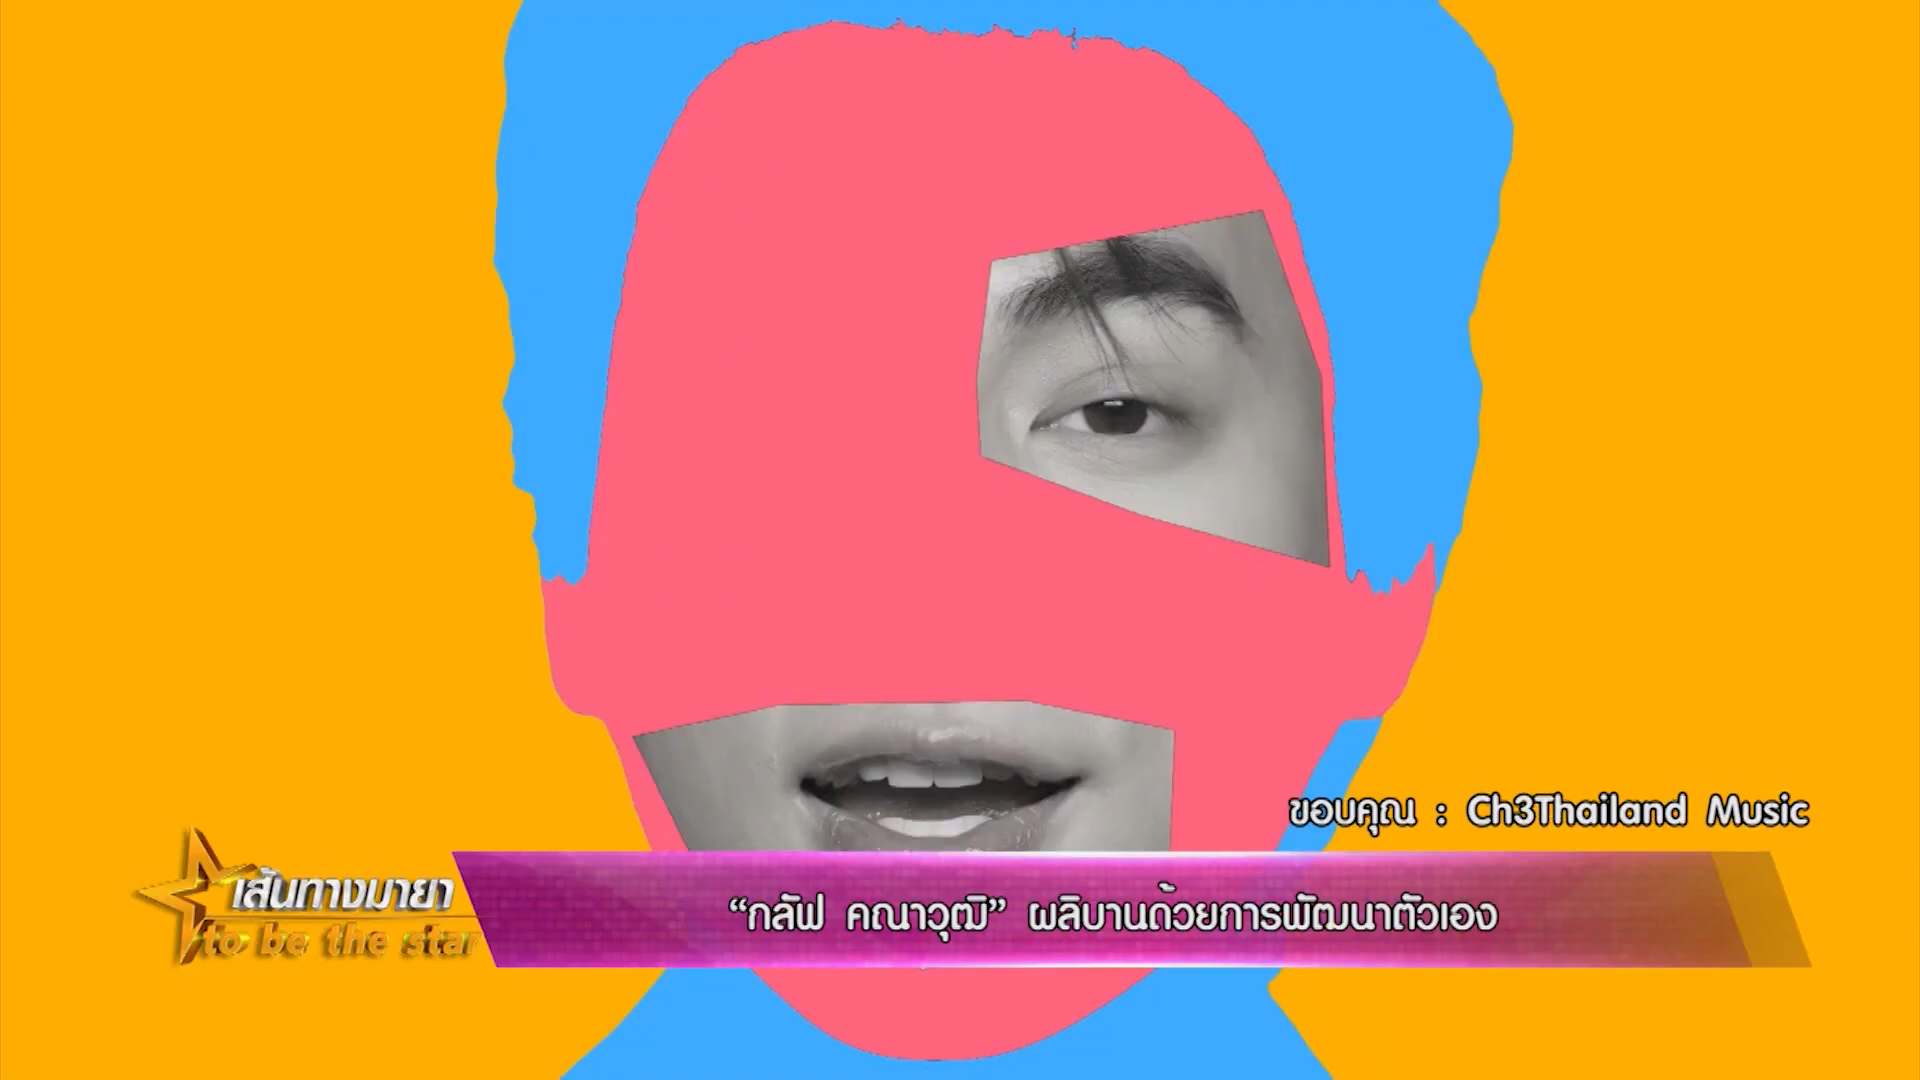 ขอบคุณ : Ch3Thailand Music
เส้นทางมายา
to be the star
“กลัฟ คณาวุฒิ” ผลิบานด้วยการพัฒนาตัวเอง